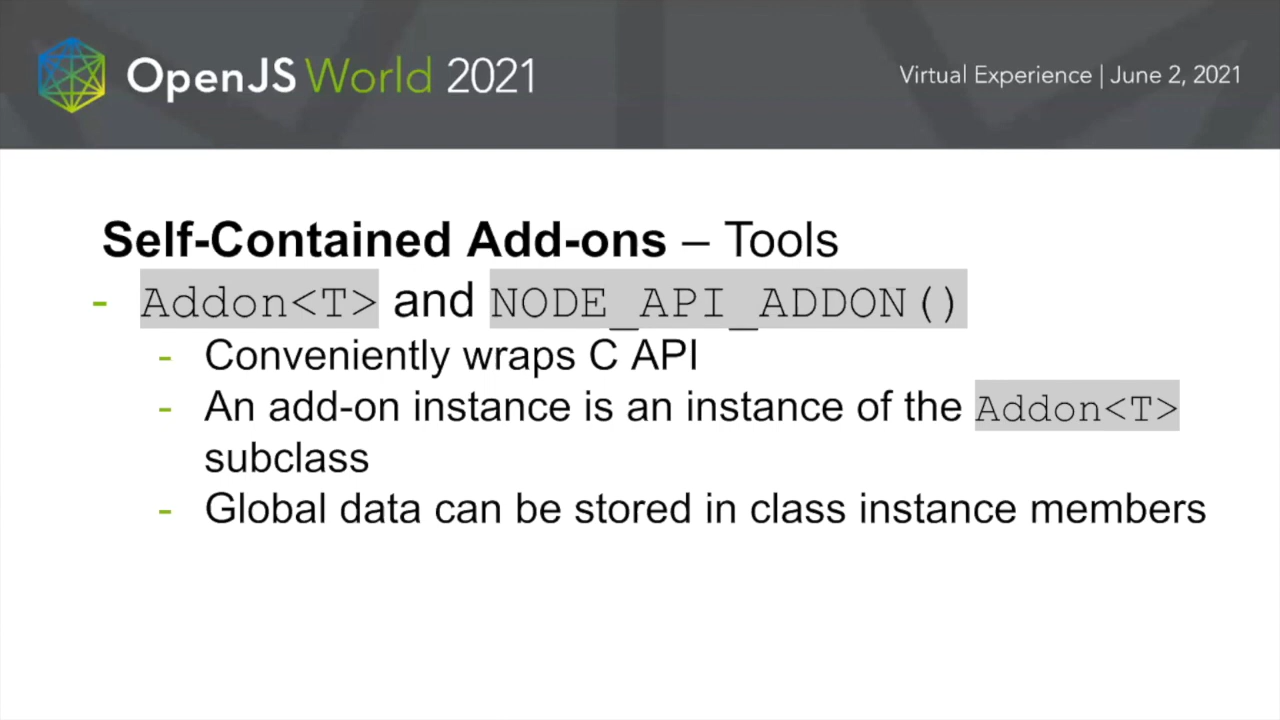 OpenJS World 2021
Virtual Experience | June 2, 2021
Self-Contained Add-ons – Tools
- Addon<T> and NODE_API_ADDON()
- Conveniently wraps C API
- An add-on instance is an instance of the Addon<T>
subclass
- Global data can be stored in class instance members